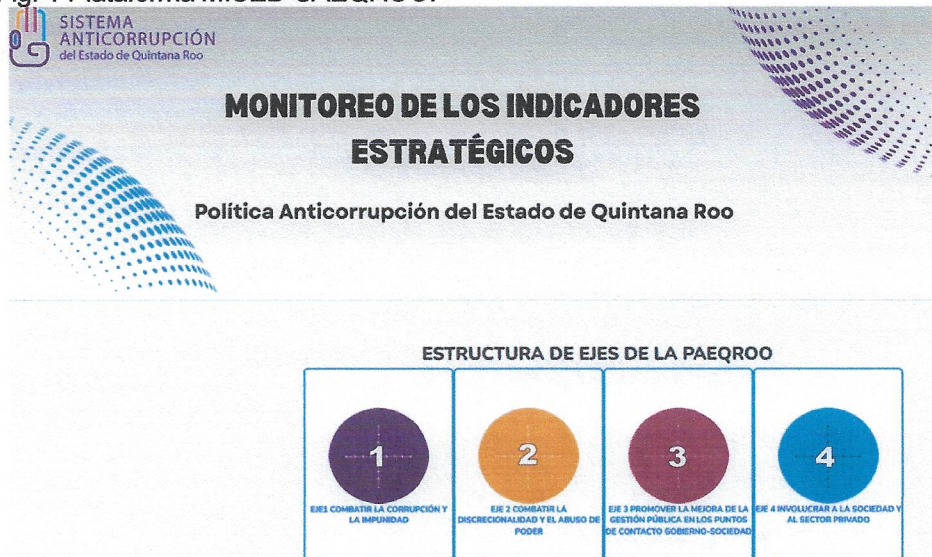 SISTEMA
ANTICORRUPCIÓN
del Estado de Quintana Roo
MONITOREO DE LOS INDICADORES
ESTRATÉGICOS
Política Anticorrupción del Estado de Quintana Roo
ESTRUCTURA DE EJES DE LA PAEQROO
1
2
3
4
EJE1 COMBATIR LA CORRUPCIÓN Y
LA IMPUNIDAD
EJE 2 COMBATIR LA
DISCRECIONALIDAD Y EL ABUSO DE
PODER
EJE 3 PROMOVER LA MEJORA DE LA
GESTIÓN PÚBLICA EN LOS PUNTOS
DE CONTACTO GOBIERNO-SOCIEDAD
EJE 4 INVOLUCRAR A LA SOCIEDAD Y
AL SECTOR PRIVADO